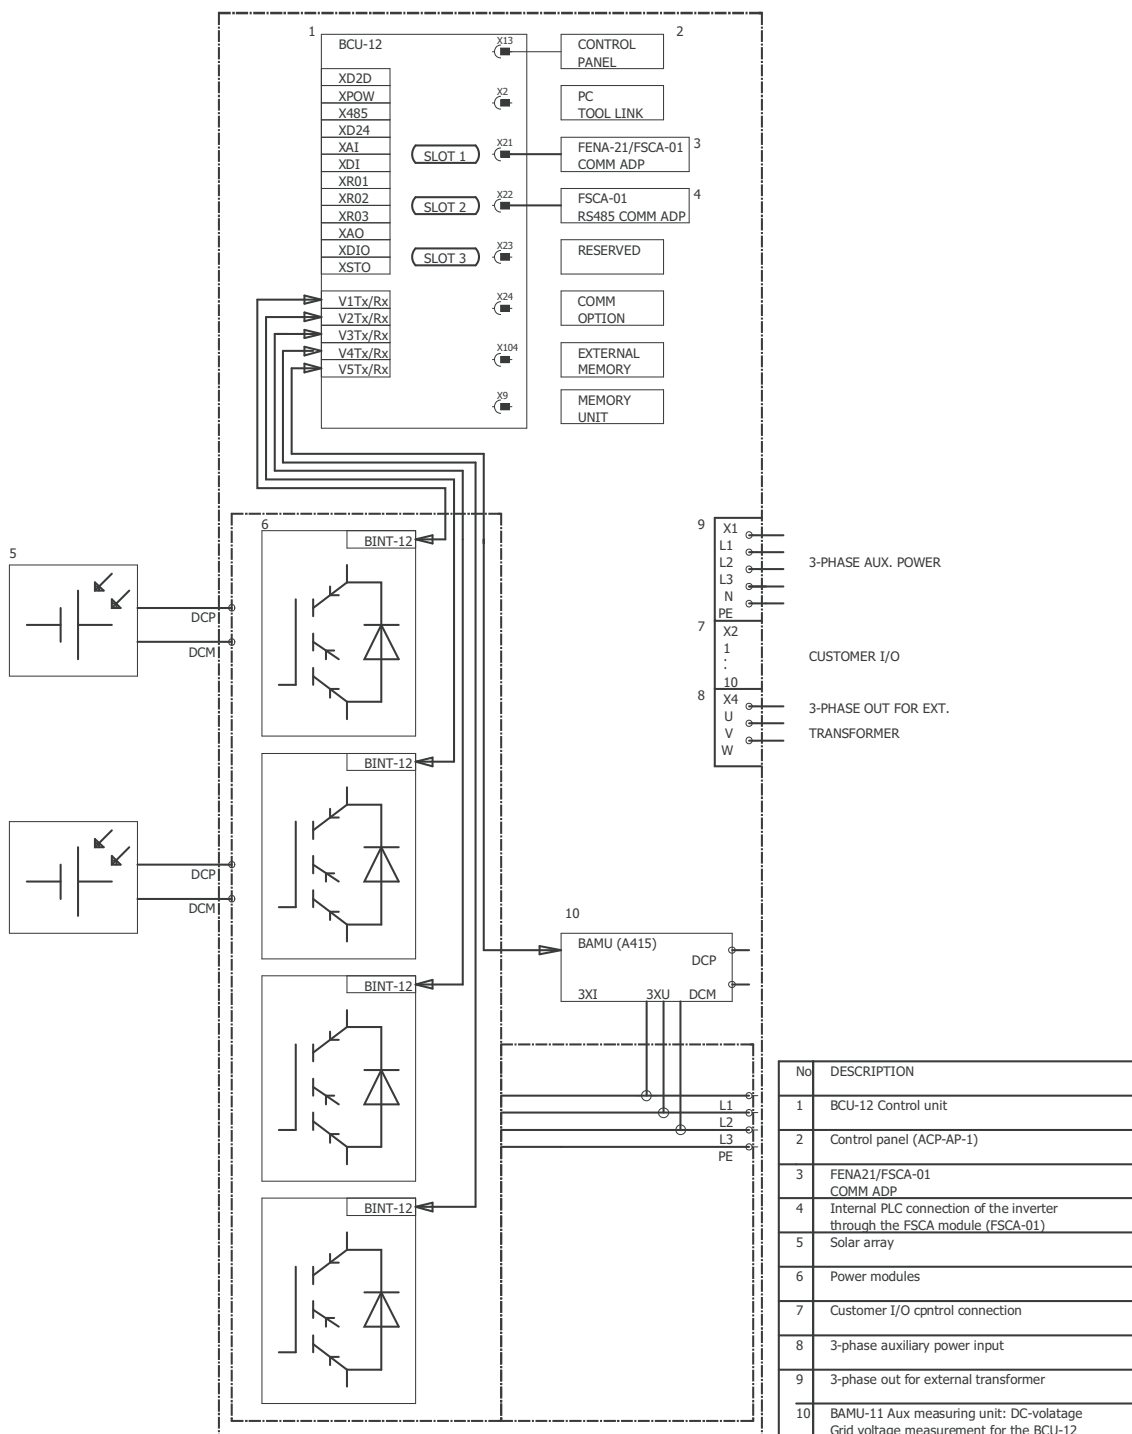 1
BCU-12
XD2D
XPOW
X485
XD24
XAI
XDI
XR01
XR02
XR03
XAO
XDIO
XSTO
V1Tx/Rx
V2Tx/Rx
V3Tx/Rx
V4Tx/Rx
V5Tx/Rx
SLOT 1
SLOT 2
SLOT 3
X13
X2
X21
X22
X23
X24
X104
X9
2
CONTROL
PANEL
PC
TOOL LINK
FENA-21/FSCA-01
COMM ADP
3
FSCA-01
RS485 COMM ADP
4
RESERVED
COMM
OPTION
EXTERNAL
MEMORY
MEMORY
UNIT
5
DCP
DCM
DCP
DCM
6
BINT-12
BINT-12
BINT-12
BINT-12
9
X1
L1
L2
L3
N
PE
3-PHASE AUX. POWER
7
X2
1
:
10
CUSTOMER I/O
8
X4
U
V
W
3-PHASE OUT FOR EXT.
TRANSFORMER
10
BAMU (A415)
DCP
3XI
3XU
DCM
L1
L2
L3
PE
No DESCRIPTION
1 BCU-12 Control unit
2 Control panel (ACP-AP-1)
3 FENA21/FSCA-01
COMM ADP
4 Internal PLC connection of the inverter
through the FSCA module (FSCA-01)
5 Solar array
6 Power modules
7 Customer I/O cpntrol connection
8 3-phase auxiliary power input
9 3-phase out for external transformer
10 BAMU-11 Aux measuring unit: DC-volatage
Grid voltage measurement for the BCU-12